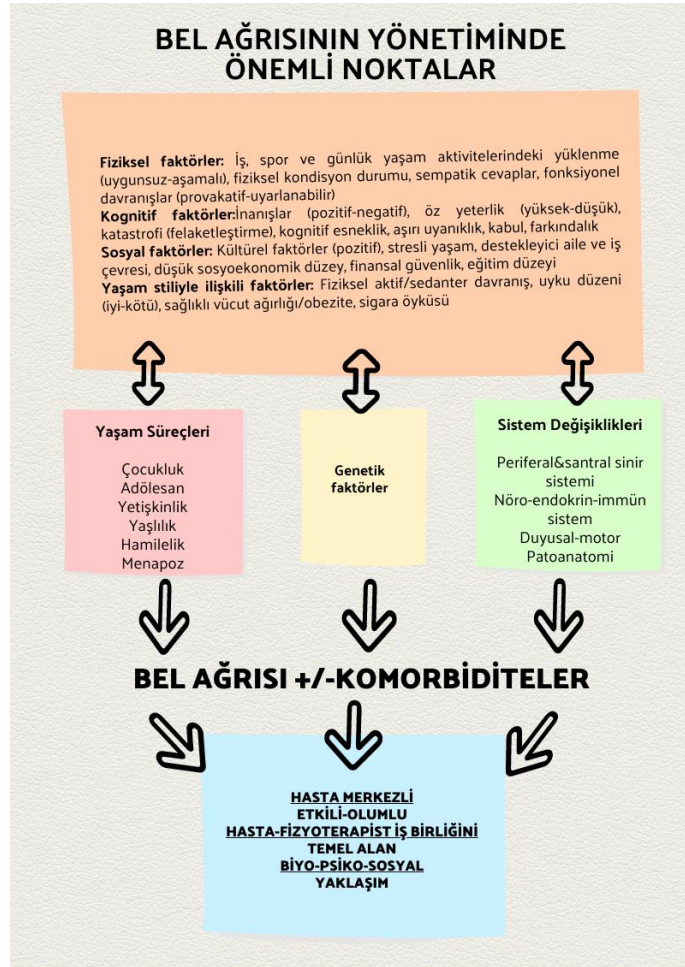 BEL AĞRISININ YÖNETİMİNDE
ÖNEMLİ NOKTALAR
Fiziksel faktörler: İş, spor ve günlük yaşam aktivitelerindeki yüklenme
(uygunsuz-aşamalı), fiziksel kondisyon durumu, sempatik cevaplar, fonksiyonel
davranışlar (provakatif-uyarlanabilir)
Kognitif faktörler:İnanışlar (pozitif-negatif), öz yeterlik (yüksek-düşük),
katastrofi (felaketleştirme), kognitif esneklik, aşırı uyanıklık, kabul, farkındalık
Sosyal faktörler: Kültürel faktörler (pozitif), stresli yaşam, destekleyici aile ve iş
çevresi, düşük sosyoekonomik düzey, finansal güvenlik, eğitim düzeyi
Yaşam stiliyle ilişkili faktörler: Fiziksel aktif/sedanter davranış, uyku düzeni
(iyi-kötü), sağlıklı vücut ağırlığı/obezite, sigara öyküsü
Yaşam Süreçleri
Çocukluk
Adölesan
Yetişkinlik
Yaşlılık
Hamilelik
Menapoz
Genetik
faktörler
Sistem Değişiklikleri
Periferal&santral sinir
sistemi
Nöro-endokrin-immün
sistem
Duyusal-motor
Patoanatomi
BEL AĞRISI +/-KOMORBİDİTELER
HASTA MERKEZLİ
ETKİLİ-OLUMLU
HASTA-FİZYOTERAPİST İŞ BİRLİĞİNİ
TEMEL ALAN
BİYO-PSİKO-SOSYAL
YAKLAŞIM